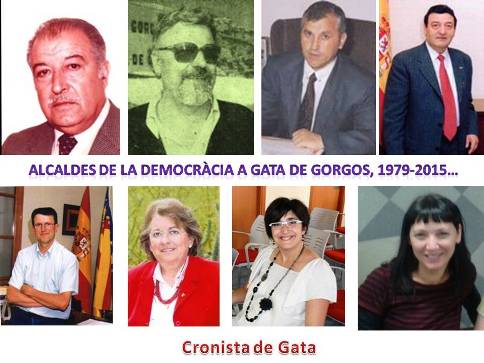 ALCALDES DE LA DEMOCRÀCIA A GATA DE GORGOS, 1979-2015...
Cronista de Gata